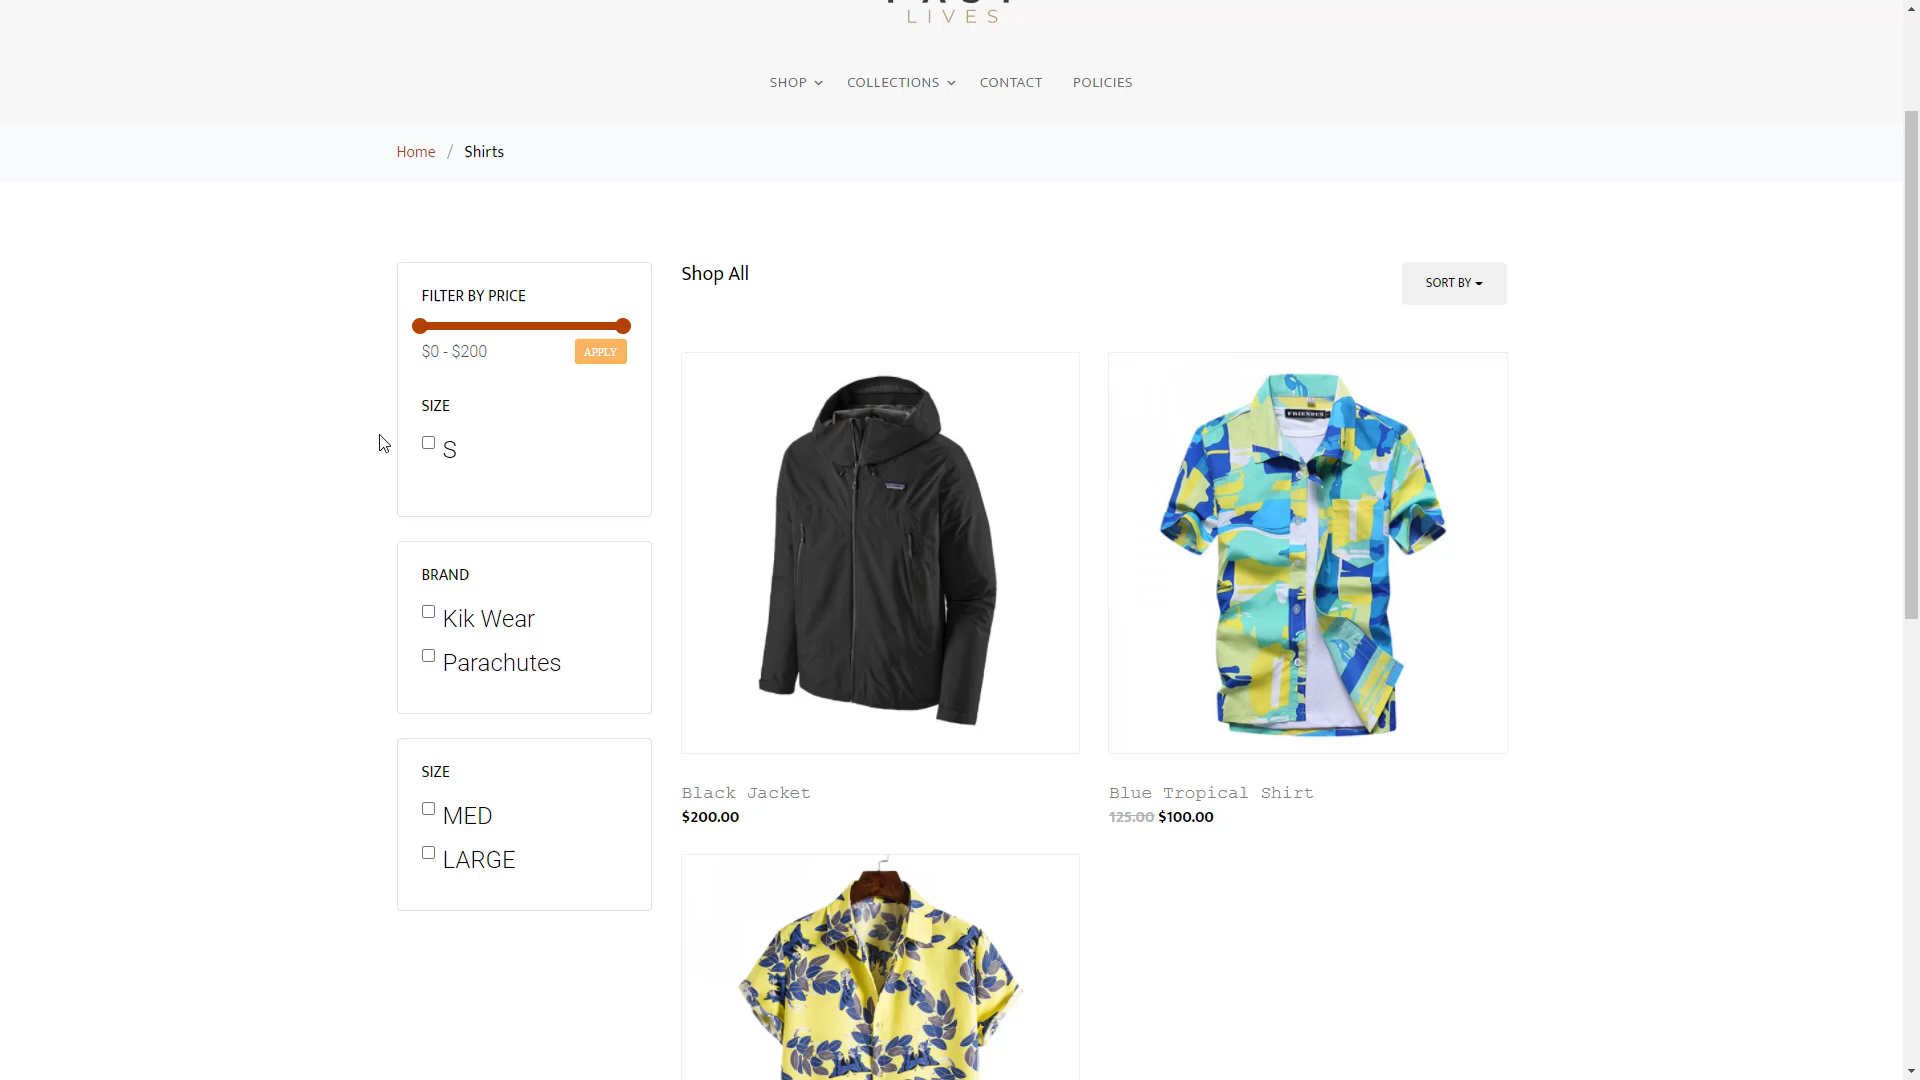 LIVES
SHOP
COLLECTIONS
CONTACT
POLICIES
Home / Shirts
FILTER BY PRICE
$0 - $200
APPLY
SIZE
S
BRAND
Kik Wear
Parachutes
SIZE
MED
LARGE
Shop All
SORT BY
FRIENDUS
Black Jacket
$200.00
Blue Tropical Shirt
125.00 $100.00